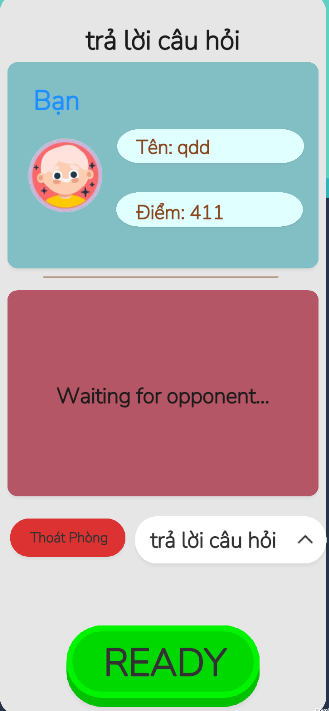 trả lời câu hỏi
Bạn
Tên: qdd
Điểm: 411
Waiting for opponent...
Thoát Phòng
trả lời câu hỏi
READY